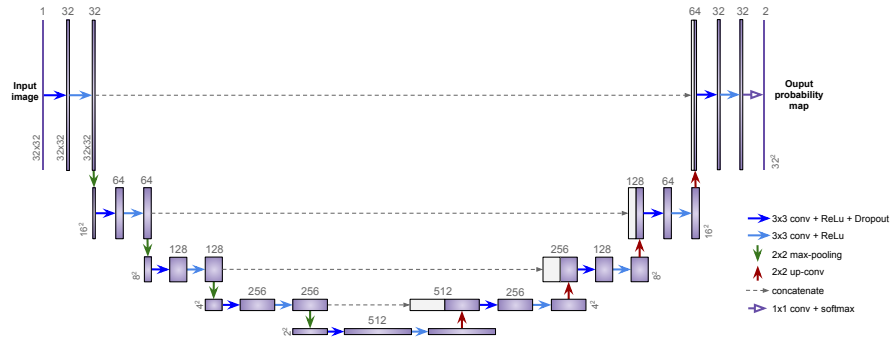 1 32 32 64 32 32 2
Input
image
Ouput
probability
map
32x32 32x32 32x32 32²
64 64 128 64
16² 16²
3x3 conv + ReLu + Dropout
3x3 conv + ReLu
2x2 max-pooling
2x2 up-conv
concatenate
1x1 conv + softmax
128 128 256 128
8² 8²
256 256 512 256
4² 4²
512
2²